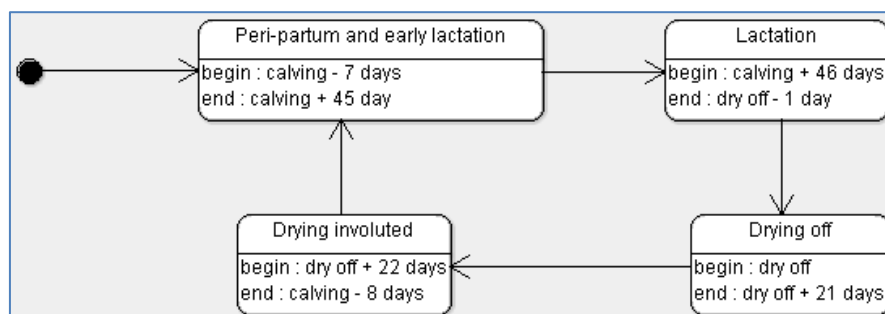 Peri-partum and early lactation
begin : calving - 7 days
end : calving + 45 day
Lactation
begin : calving + 46 days
end : dry off - 1 day
Drying involuted
begin : dry off + 22 days
end : calving - 8 days
Drying off
begin : dry off
end : dry off + 21 days